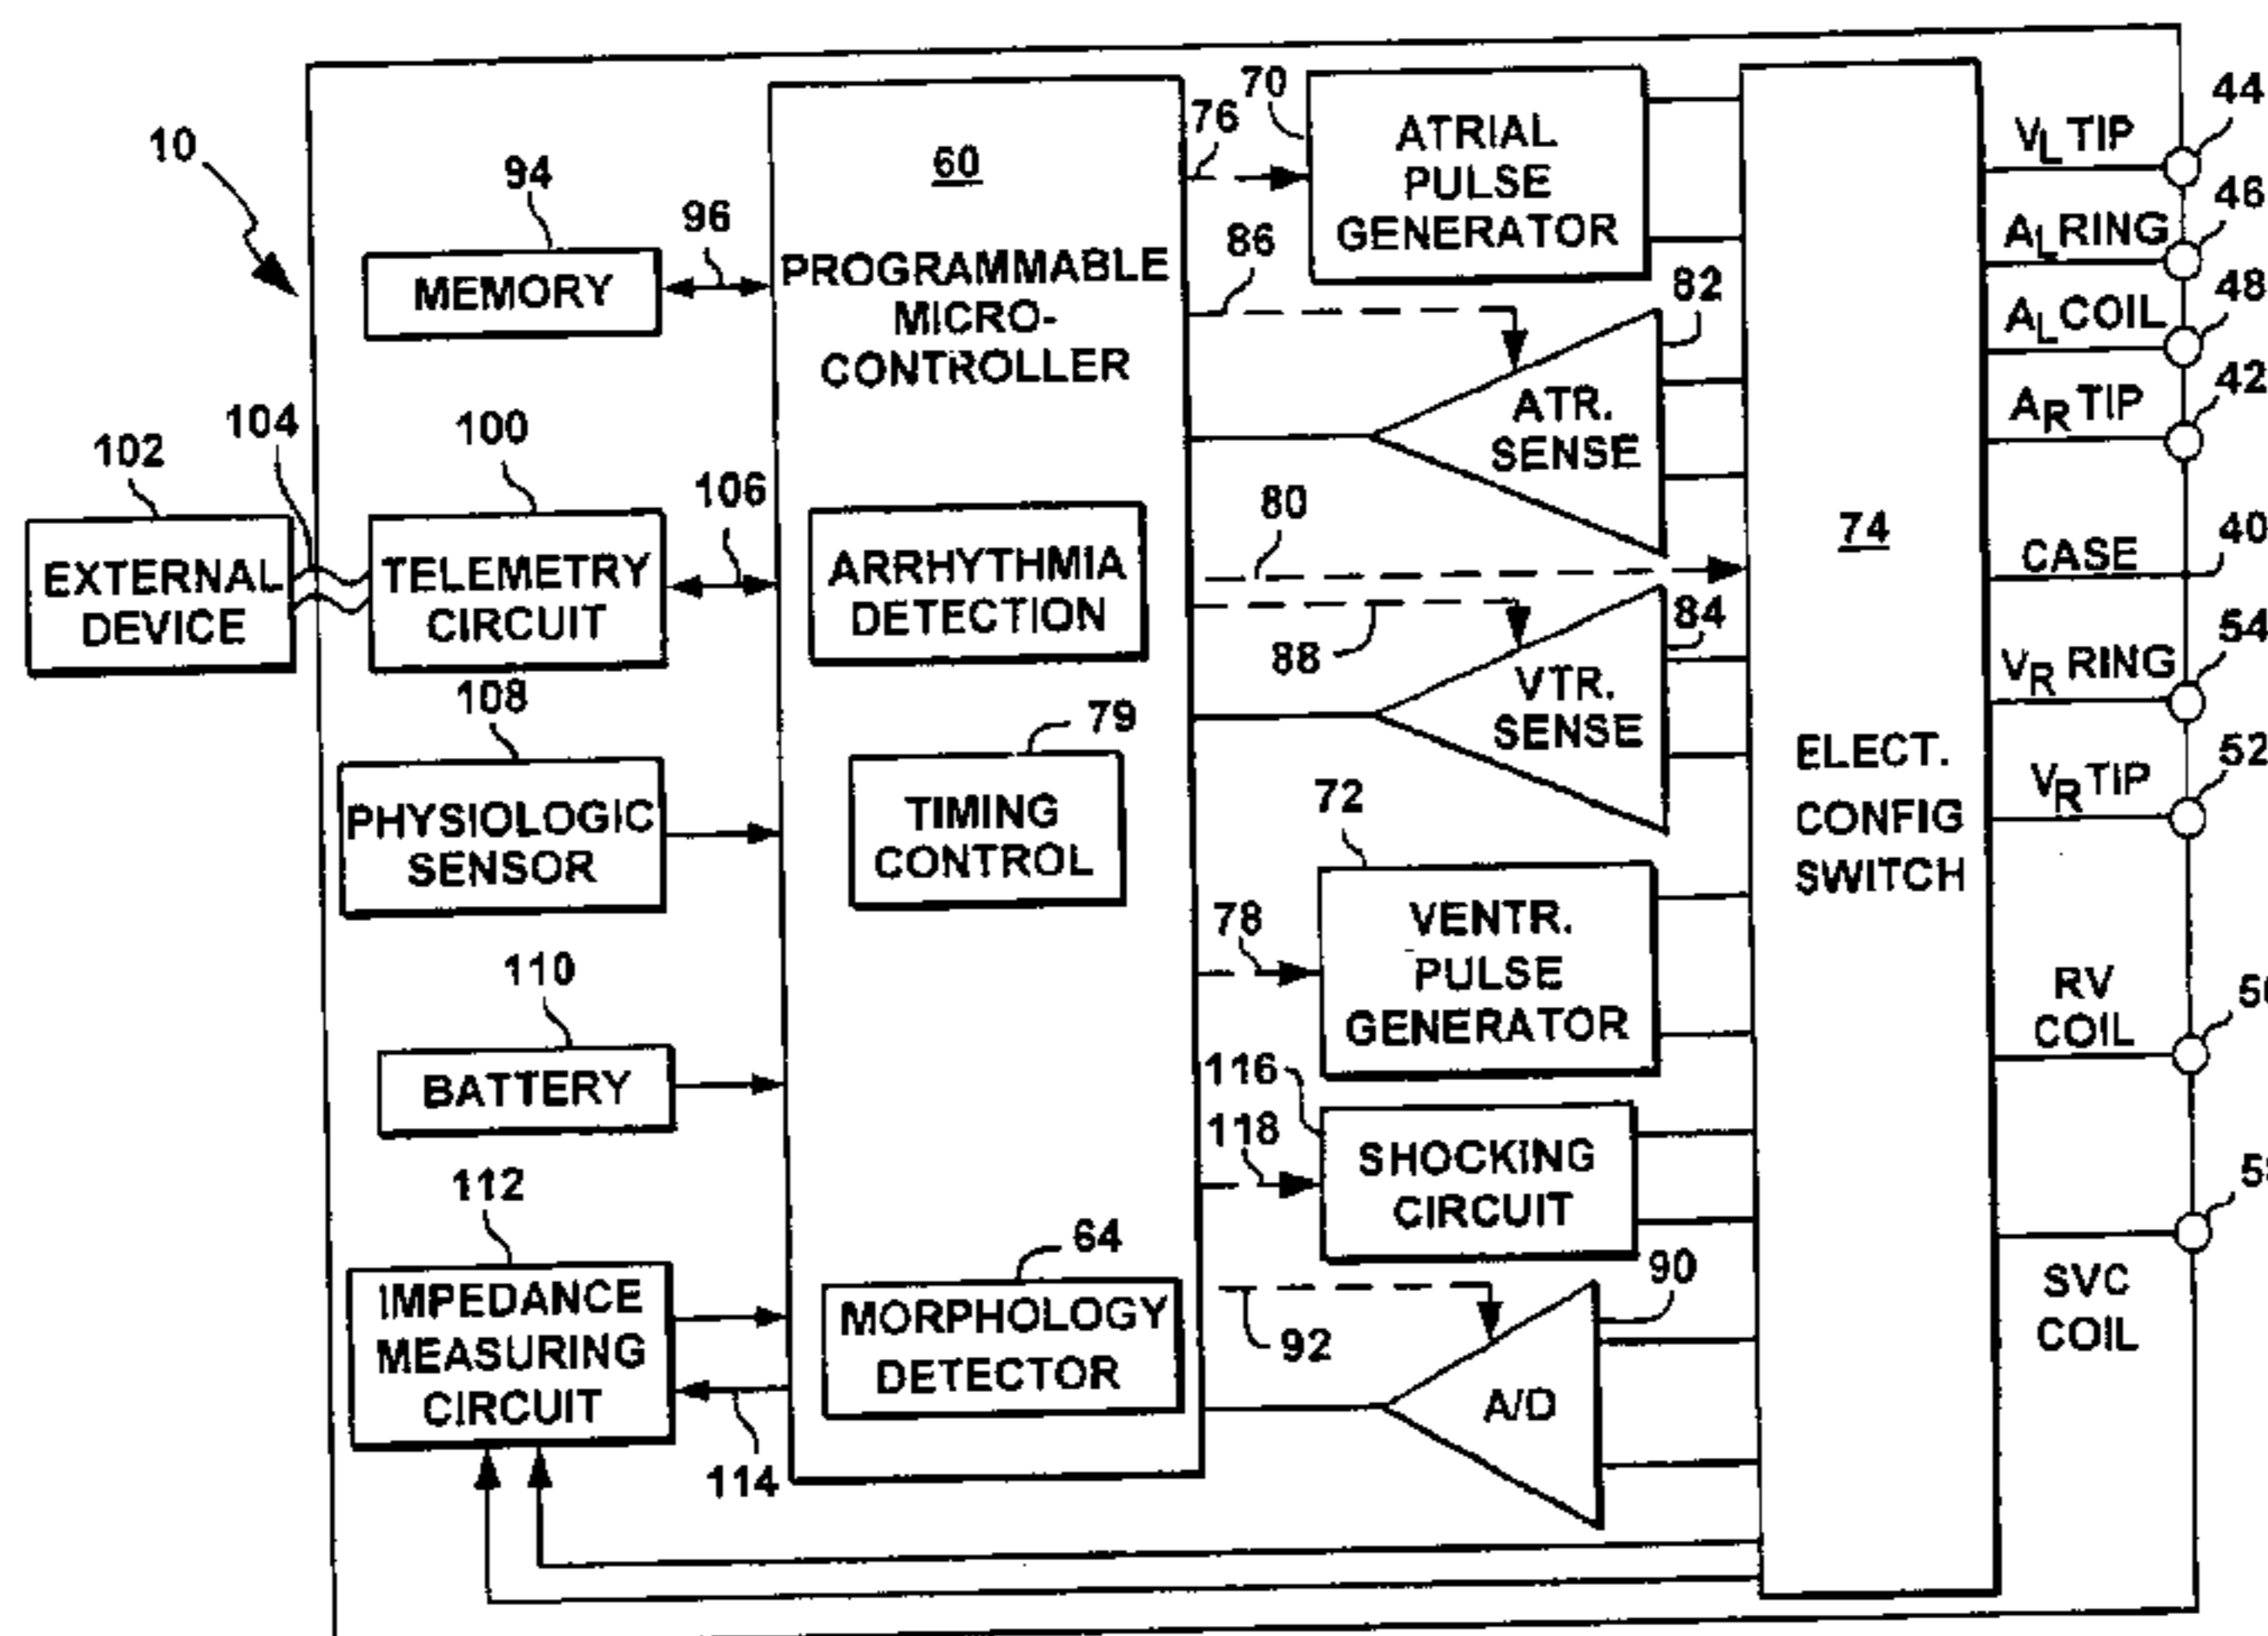 10
94
MEMORY
96
102
EXTERNAL
DEVICE
104
100
TELEMETRY
CIRCUIT
106
108
PHYSIOLOGIC
SENSOR
110
BATTERY
112
IMPEDANCE
MEASURING
CIRCUIT
114
60
PROGRAMMABLE
MICRO-
CONTROLLER
ARRHYTHMIA
DETECTION
79
TIMING
CONTROL
64
MORPHOLOGY
DETECTOR
76
70
ATRIAL
PULSE
GENERATOR
86
82
ATR.
SENSE
80
88
84
VTR.
SENSE
72
78
VENTR.
PULSE
GENERATOR
116
118
SHOCKING
CIRCUIT
90
92
A/D
74
ELECT.
CONFIG
SWITCH
VL TIP
44
AL RING
46
AL COIL
48
AR TIP
42
CASE
40
VR RING
54
VR TIP
52
RV
COIL
SVC
COIL